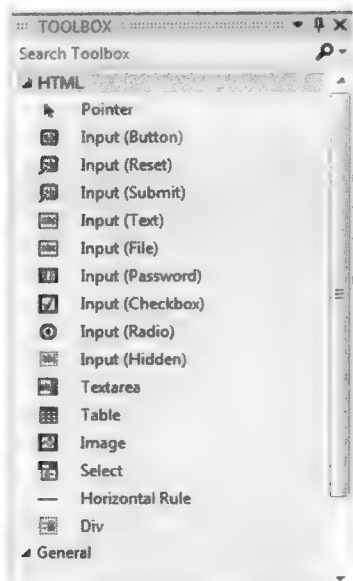 TOOLBOX
Search Toolbox
HTML
Pointer
Input (Button)
Input (Reset)
Input (Submit)
Input (Text)
Input (File)
Input (Password)
Input (Checkbox)
Input (Radio)
Input (Hidden)
Textarea
Table
Image
Select
Horizontal Rule
Div
General